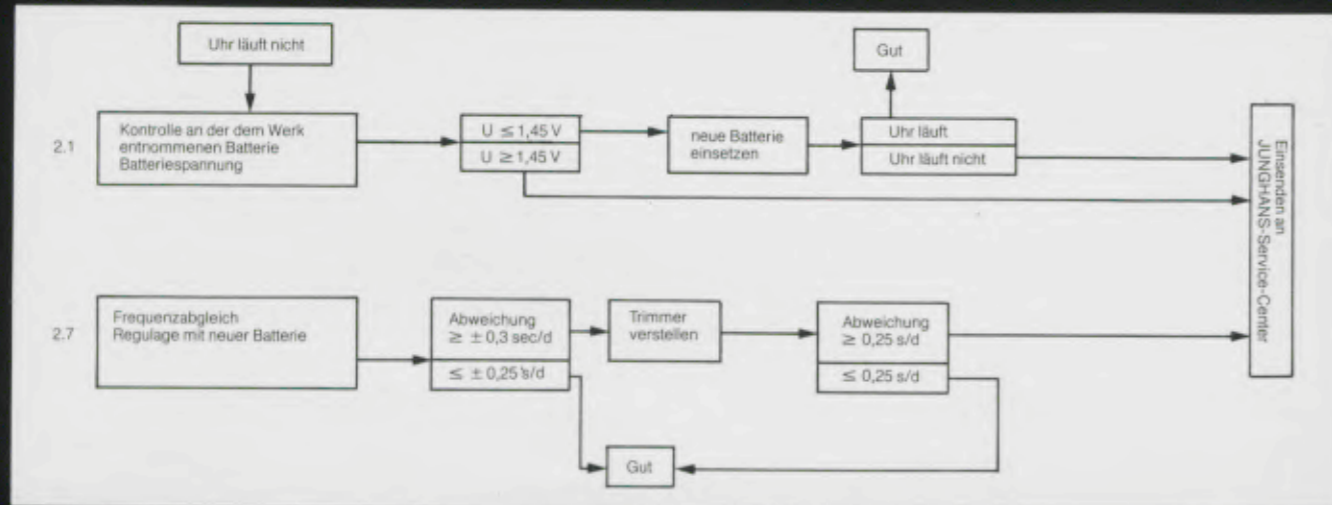 Uhr läuft nicht
2.1
Kontrolle an der dem Werk
entnommenen Batterie
Batteriespannung
U ≤ 1,45 V
U ≥ 1,45 V
neue Batterie
einsetzen
Gut
Uhr läuft
Uhr läuft nicht
Einsenden an
JUNGHANS-Service-Center
2.7
Frequenzabgleich
Regulage mit neuer Batterie
Abweichung
≥ ± 0,3 sec/d
≤ ± 0,25 s/d
Trimmer
verstellen
Abweichung
≥ 0,25 s/d
≤ 0,25 s/d
Gut